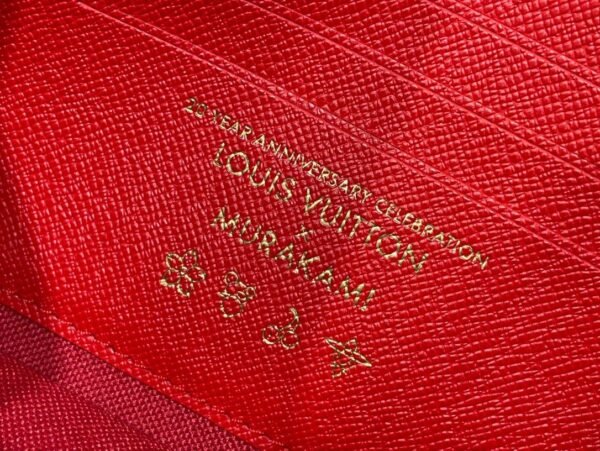 20 YEAR ANNIVERSARY CELEBRATION
LOUIS VUITTON
x
MURAKAMI